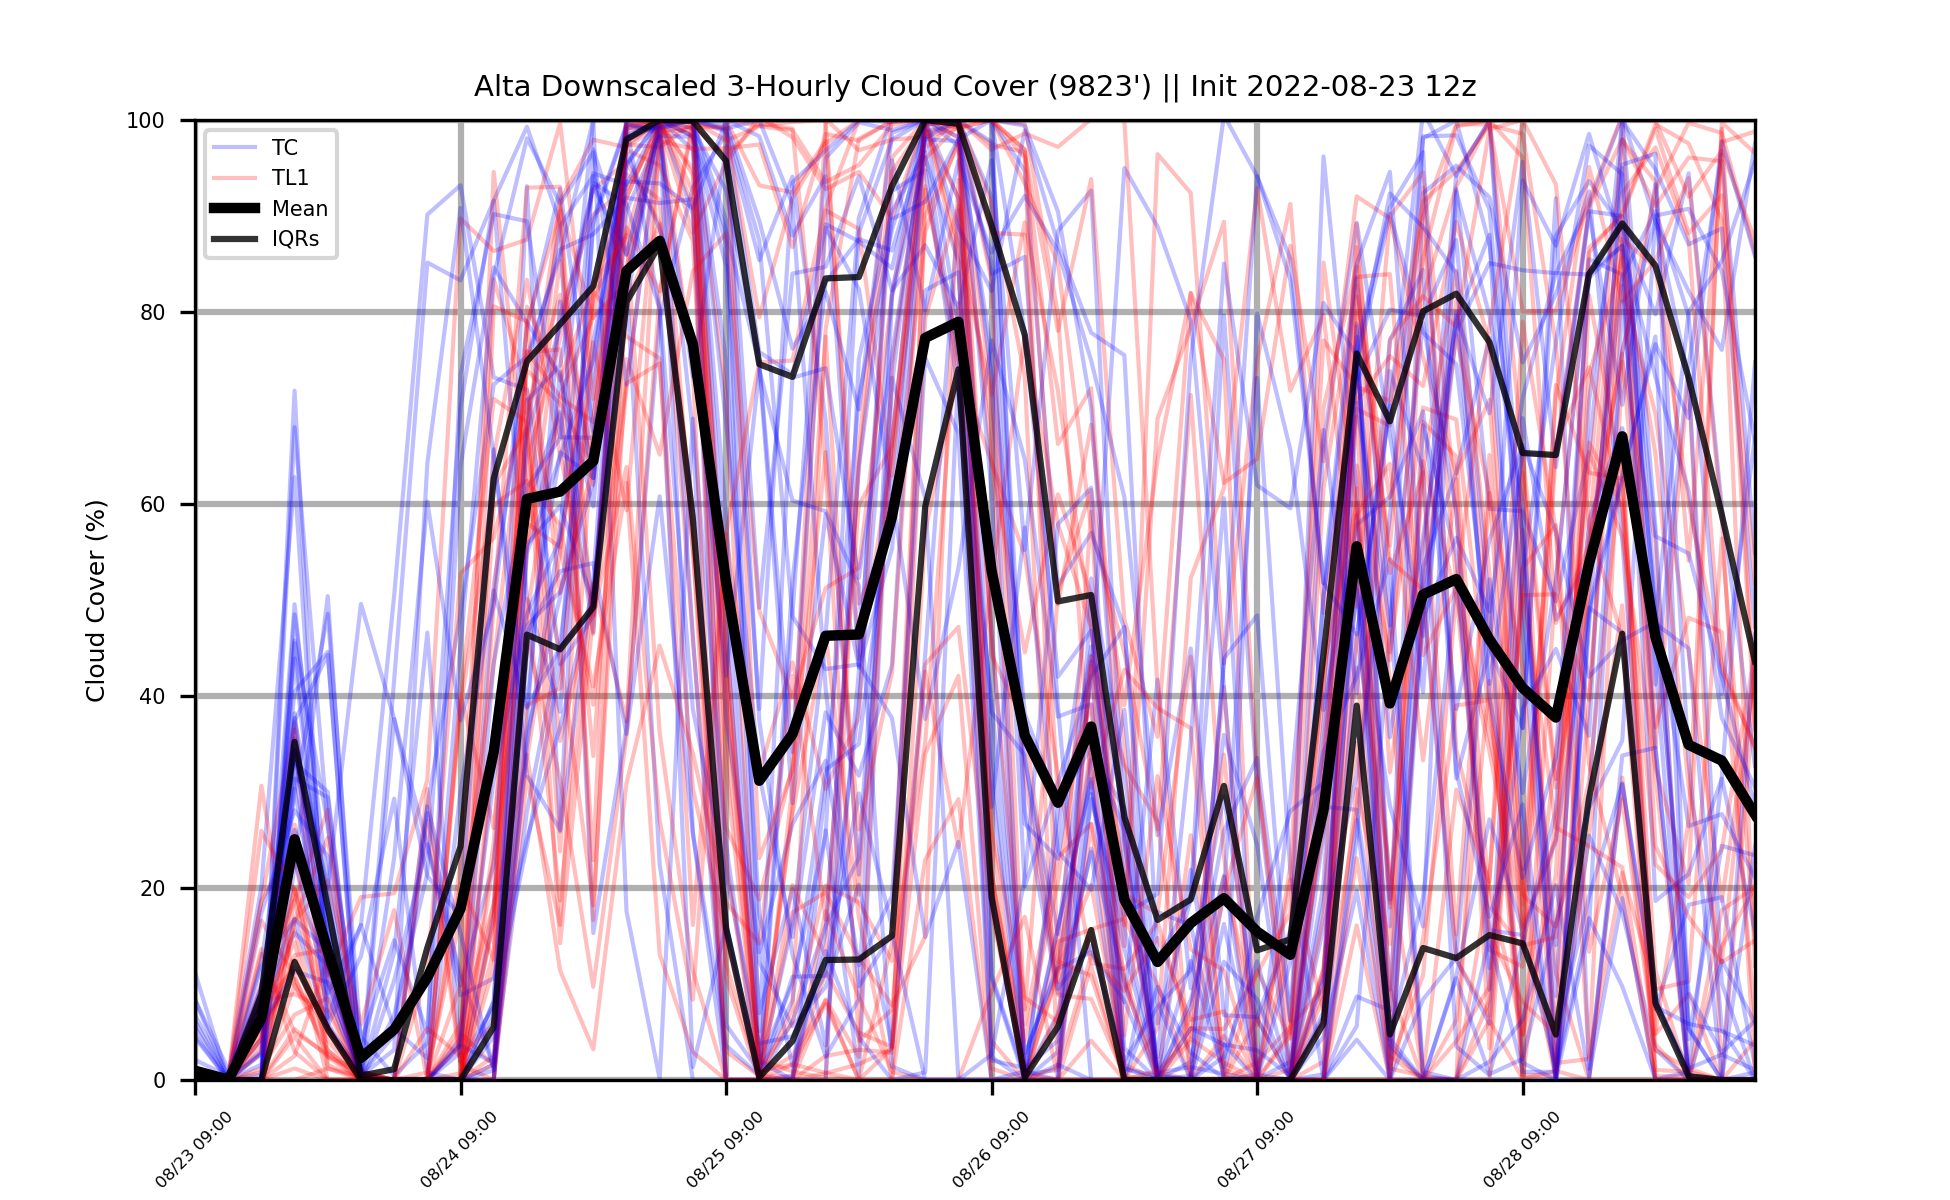 Alta Downscaled 3-Hourly Cloud Cover (9823') || Init 2022-08-23 12z
TC
TL1
Mean
IQRs
Cloud Cover (%)
100
80
60
40
20
0
08/23 09:00
08/24 09:00
08/25 09:00
08/26 09:00
08/27 09:00
08/28 09:00